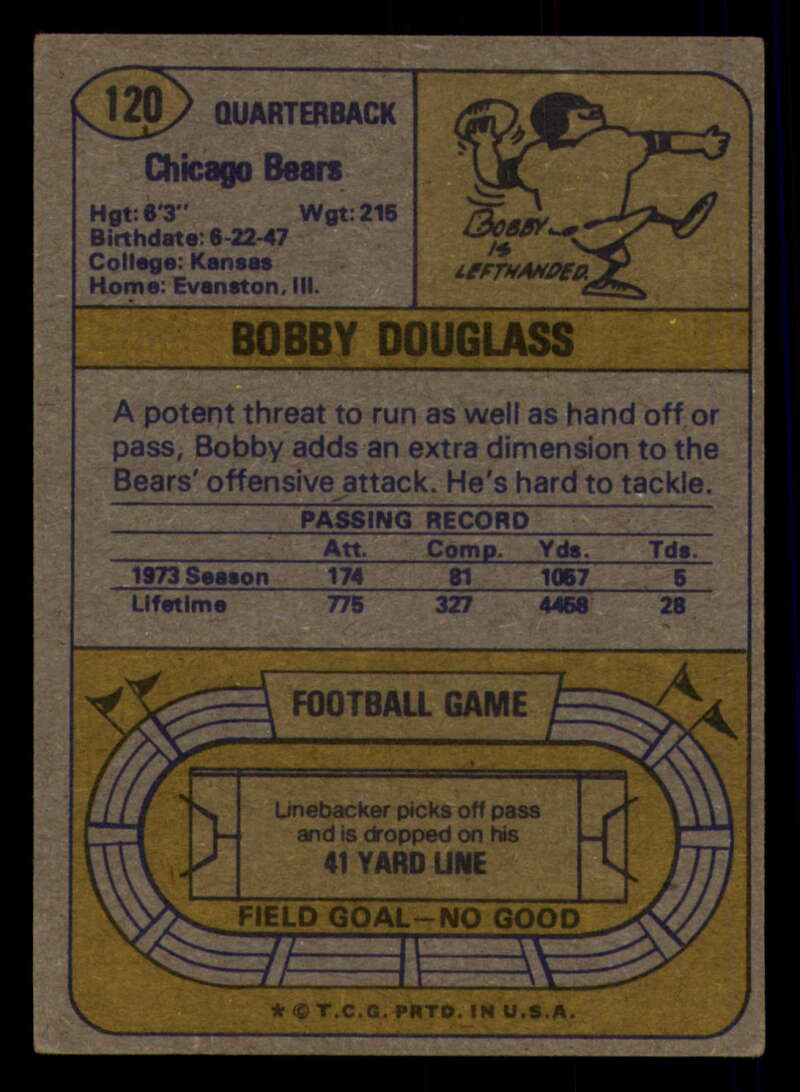 120
QUARTERBACK
Chicago Bears
Hgt: 6'3" Wgt: 215
Birthdate: 6-22-47
College: Kansas
Home: Evanston, Ill.
BOBBY
IS
LEFTHANDED.
BOBBY DOUGLASS
A potent threat to run as well as hand off or
pass, Bobby adds an extra dimension to the
Bears' offensive attack. He's hard to tackle.
PASSING RECORD
Att. Comp. Yds. Tds.
1973 Season 174 81 1057 5
Lifetime 775 327 4458 28
FOOTBALL GAME
Linebacker picks off pass
and is dropped on his
41 YARD LINE
FIELD GOAL—NO GOOD
* © T.C.G. PRTD. IN U.S.A.